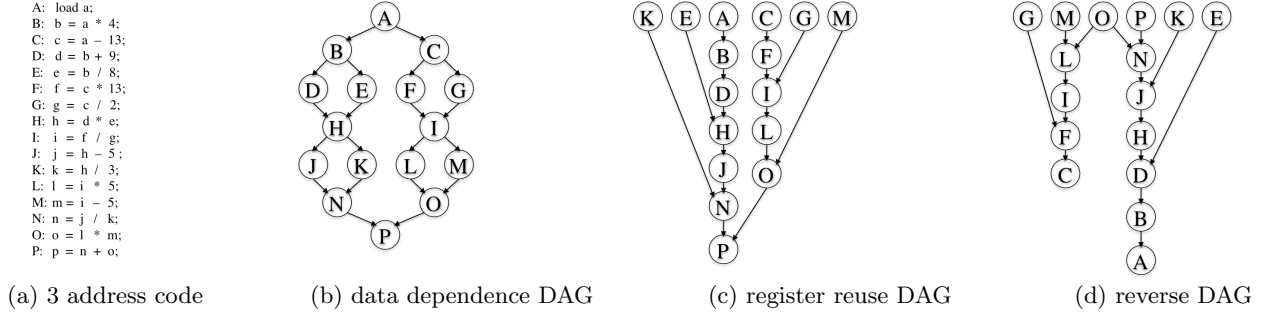 A: load a;
B: b = a * 4;
C: c = a – 13;
D: d = b + 9;
E: e = b / 8;
F: f = c * 13;
G: g = c / 2;
H: h = d * e;
I: i = f / g;
J: j = h – 5 ;
K: k = h / 3;
L: l = i * 5;
M: m = i – 5;
N: n = j / k;
O: o = l * m;
P: p = n + o;
(a) 3 address code
A
B C
D E F G
H I
J K L M
N O
P
(b) data dependence DAG
K E A C G M
B F
D I
H L
J O
N
P
(c) register reuse DAG
G M O P K E
L N
I J
F H
C D
B
A
(d) reverse DAG